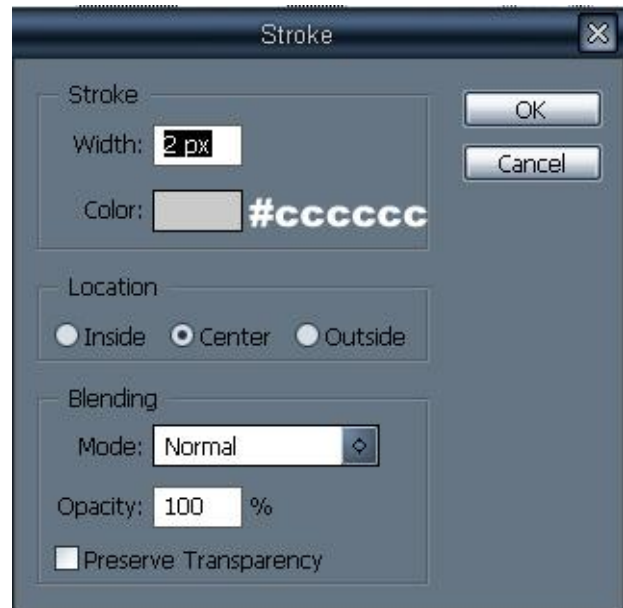 Stroke
Stroke
OK
Width: 2 px
Cancel
Color: #cccccc
Location
Inside Center Outside
Blending
Mode: Normal
Opacity: 100 %
Preserve Transparency